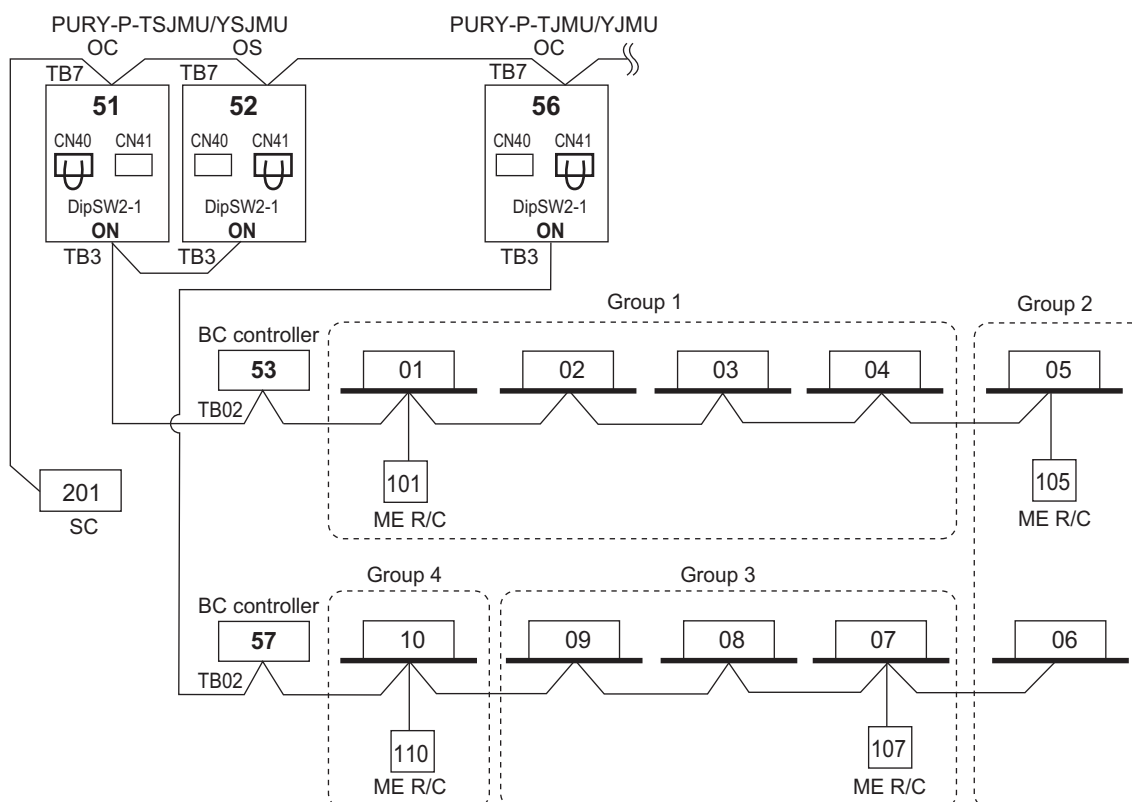 PURY-P-TSJMU/YSJMU PURY-P-TJMU/YJMU
OC OS OC
TB7 TB7 TB7
51 52 56
CN40 CN41 CN40 CN41 CN40 CN41
DipSW2-1 DipSW2-1 DipSW2-1
ON ON ON
TB3 TB3 TB3
Group 1 Group 2
BC controller
53 01 02 03 04 05
TB02
201 101 105
SC ME R/C ME R/C
Group 4 Group 3
BC controller
57 10 09 08 07 06
TB02
110 107
ME R/C ME R/C